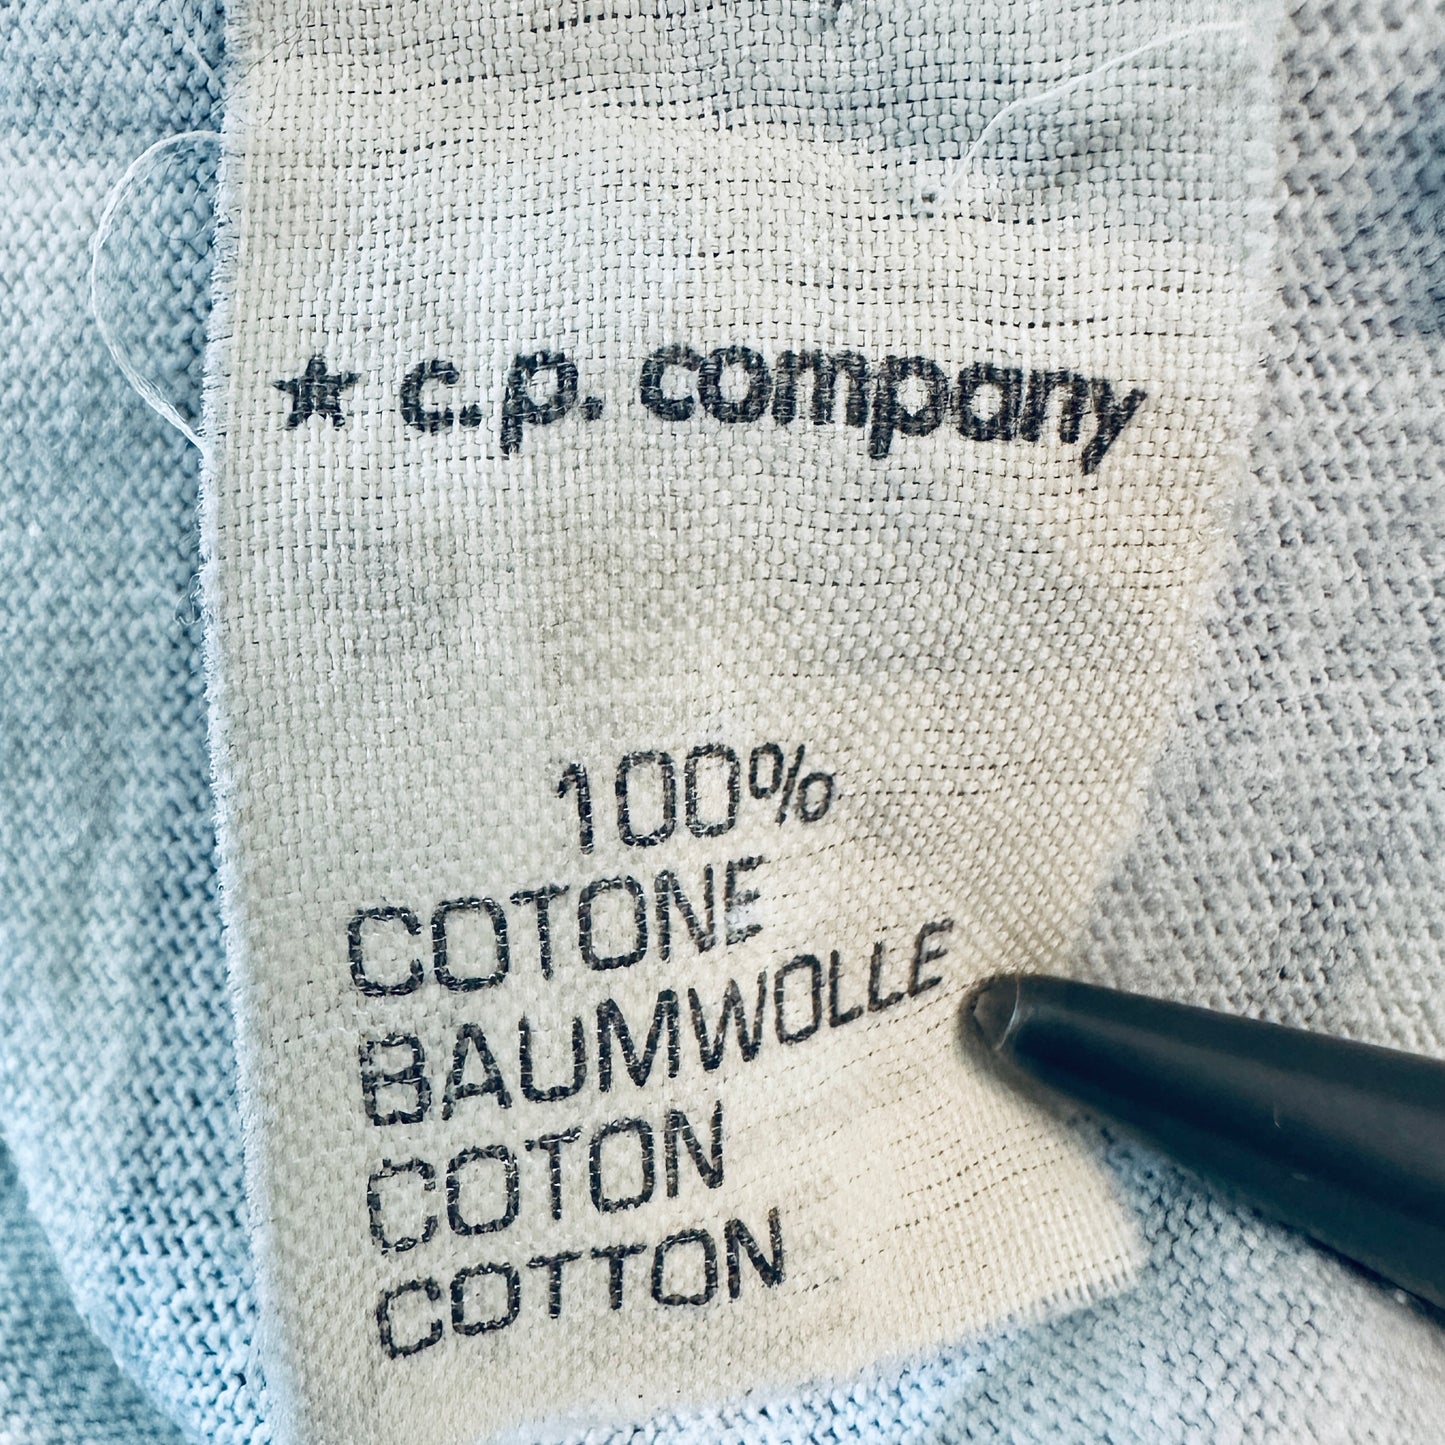 ★ c.p. company
100%
COTONE
BAUMWOLLE
COTON
COTTON